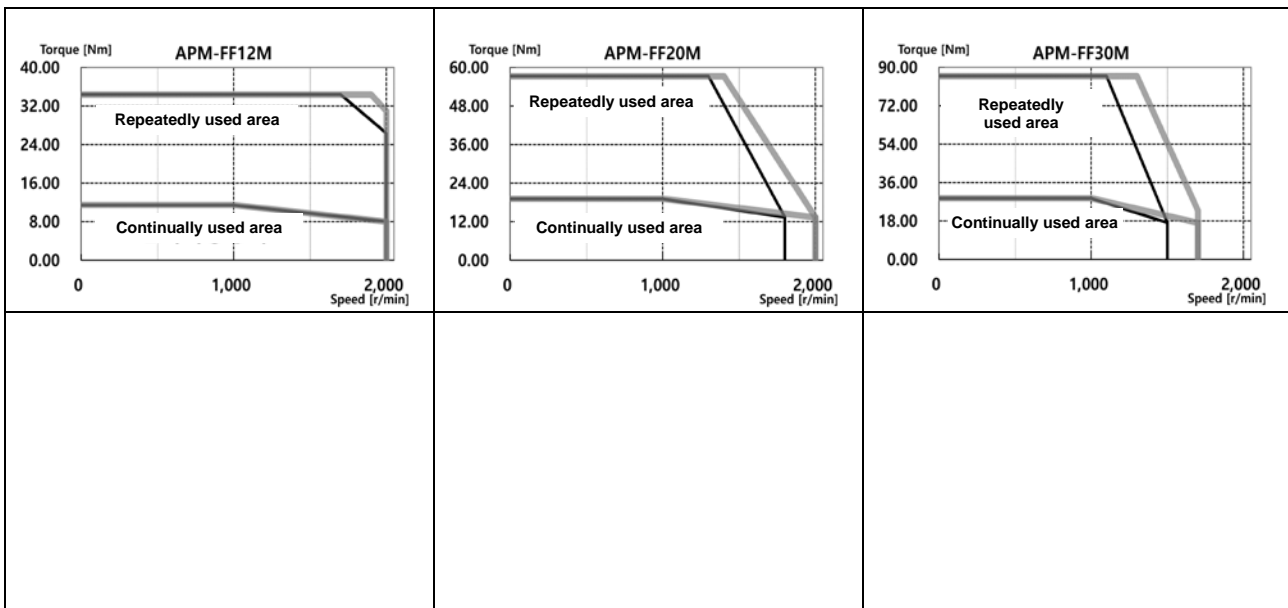 Torque [Nm] APM-FF12M
40.00
32.00
Repeatedly used area
24.00
16.00
8.00
Continually used area
0.00
0 1,000 2,000
Speed [r/min]
Torque [Nm] APM-FF20M
60.00
48.00
Repeatedly used area
36.00
24.00
12.00
Continually used area
0.00
0 1,000 2,000
Speed [r/min]
Torque [Nm] APM-FF30M
90.00
72.00
Repeatedly
used area
54.00
36.00
18.00
Continually used area
0.00
0 1,000 2,000
Speed [r/min]